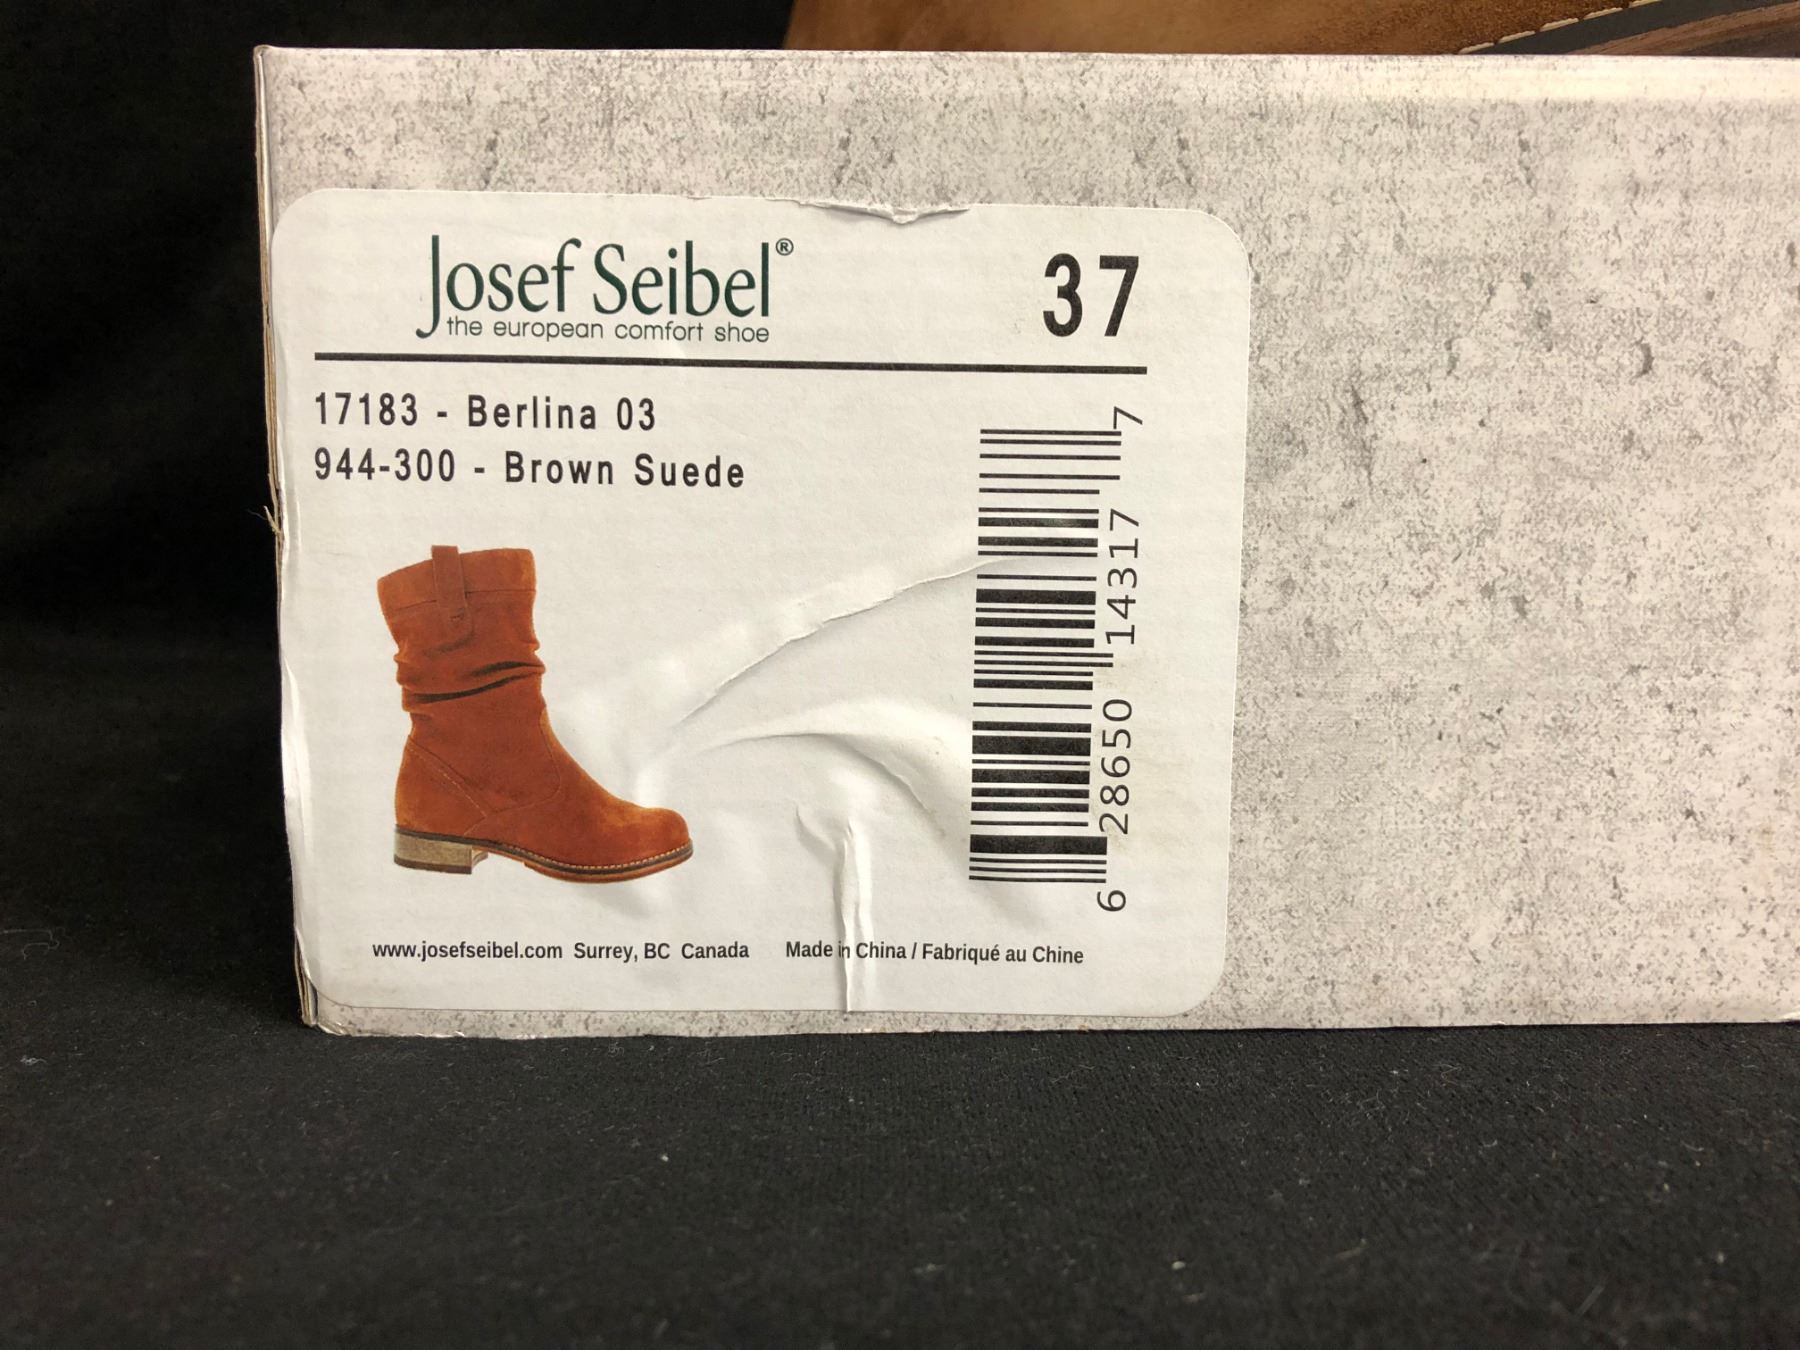 Josef Seibel®
the european comfort shoe
37
17183 - Berlina 03
944-300 - Brown Suede
6 28650 14317 7
www.josefseibel.com Surrey, BC Canada Made in China / Fabriqué au Chine